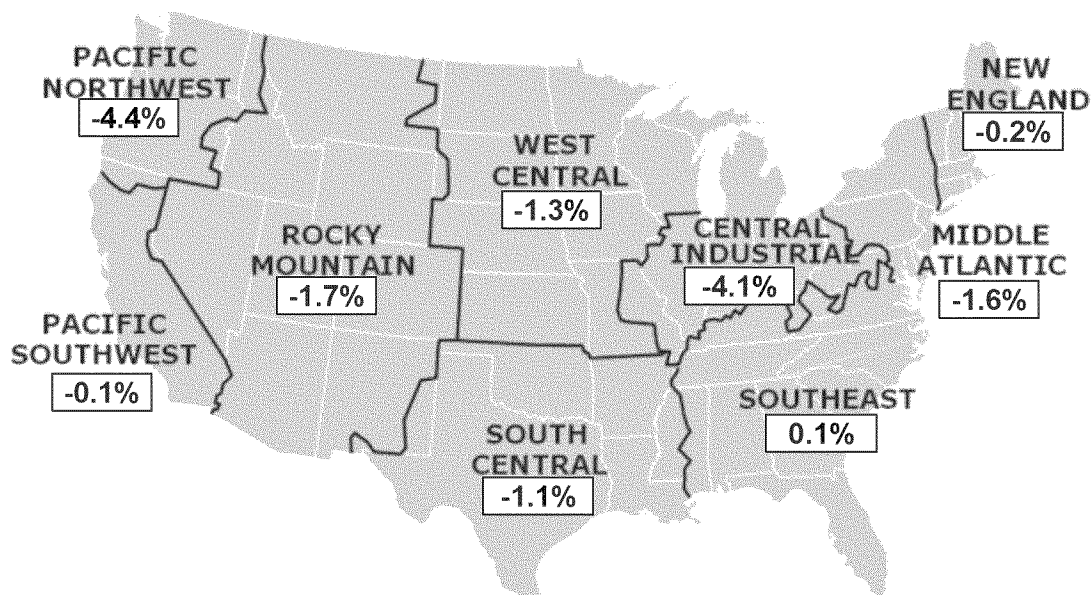 PACIFIC
NORTHWEST
-4.4%
NEW
ENGLAND
-0.2%
WEST
CENTRAL
-1.3%
ROCKY
MOUNTAIN
-1.7%
CENTRAL
INDUSTRIAL
-4.1%
MIDDLE
ATLANTIC
-1.6%
PACIFIC
SOUTHWEST
-0.1%
SOUTHEAST
0.1%
SOUTH
CENTRAL
-1.1%